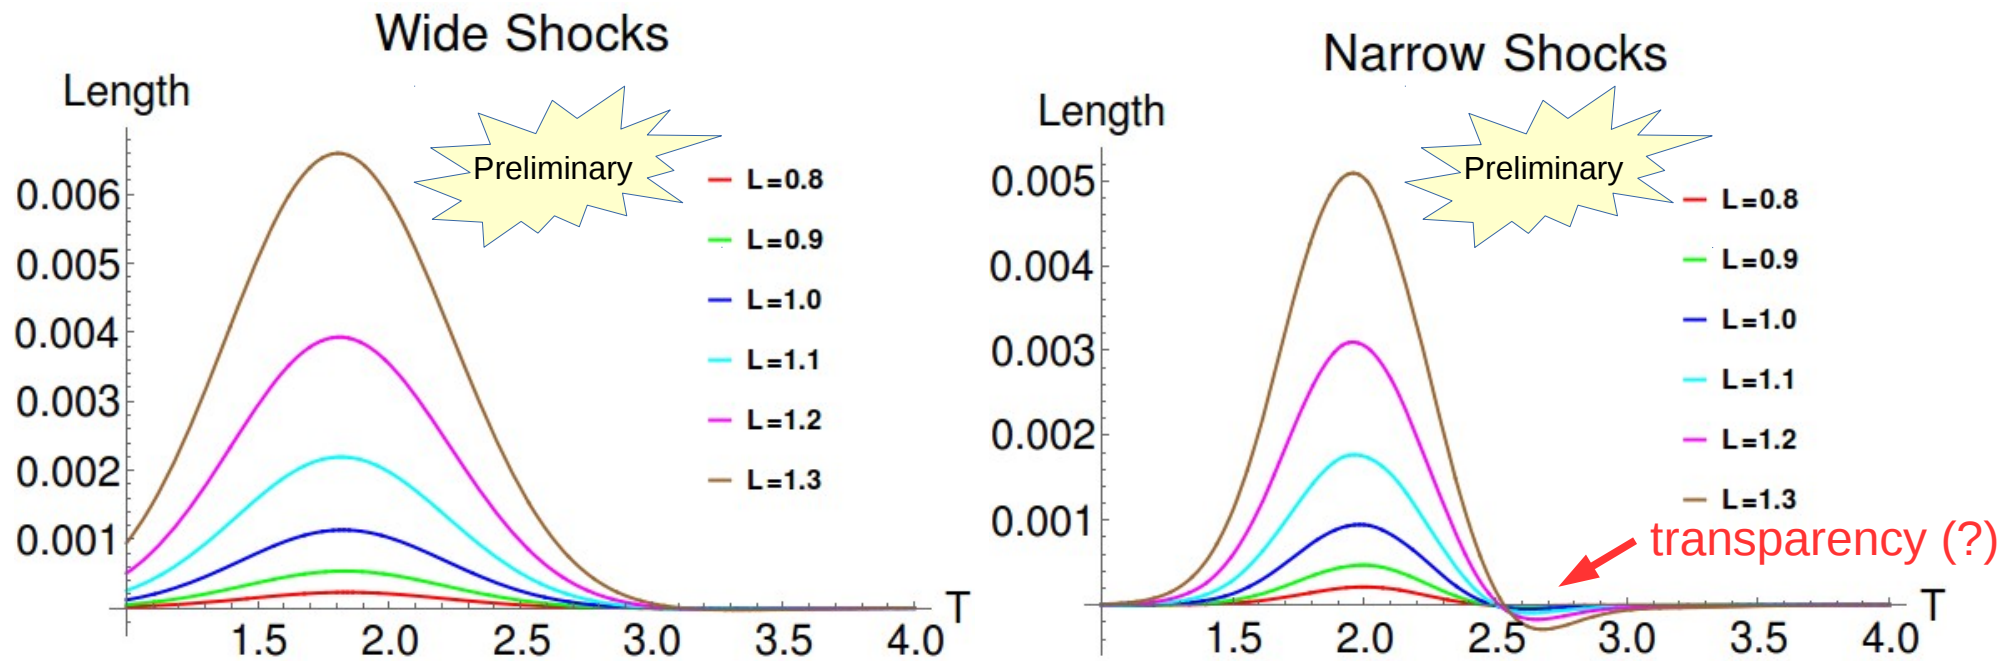 Wide Shocks
Length
Preliminary
0.006
0.005
0.004
0.003
0.002
0.001
1.5 2.0 2.5 3.0 3.5 4.0
T
L=0.8
L=0.9
L=1.0
L=1.1
L=1.2
L=1.3
Narrow Shocks
Length
Preliminary
0.005
0.004
0.003
0.002
0.001
1.5 2.0 2.5 3.0 3.5 4.0
T
L=0.8
L=0.9
L=1.0
L=1.1
L=1.2
L=1.3
transparency (?)